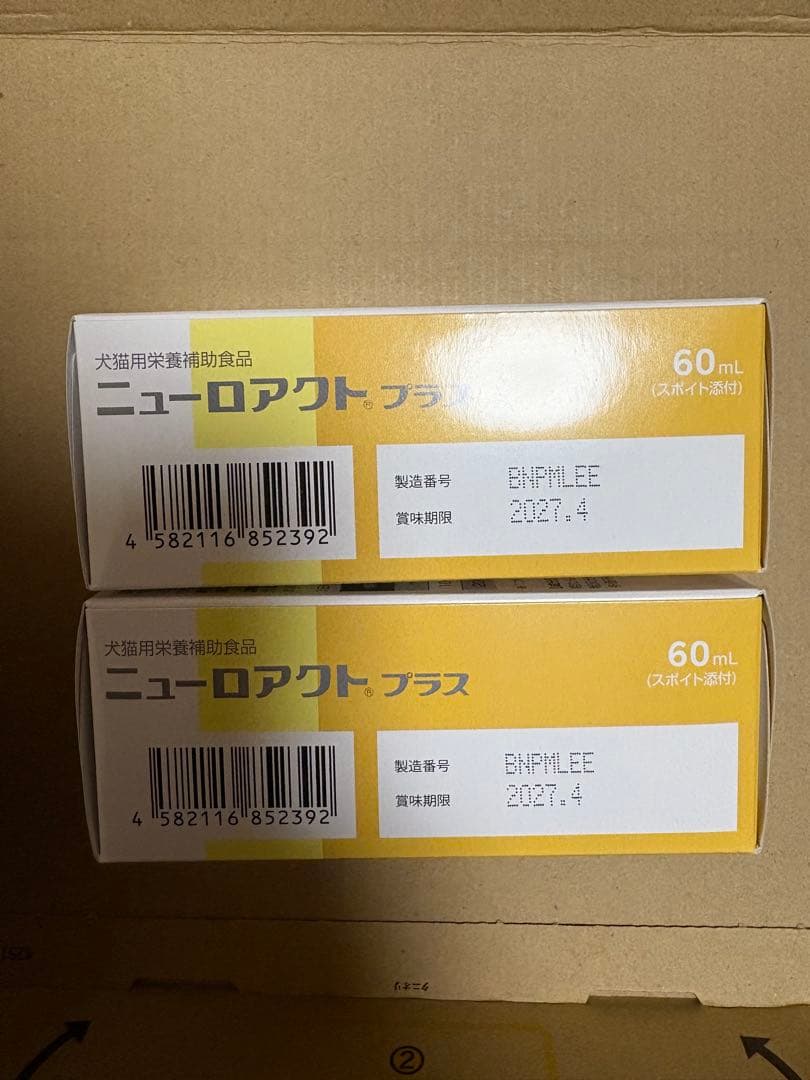 犬猫用栄養補助食品
ニューロアクト® プラス
60mL
(スポイト添付)
製造番号 BNPMLEE
賞味期限 2027.4
4 582116 852392
犬猫用栄養補助食品
ニューロアクト® プラス
60mL
(スポイト添付)
製造番号 BNPMLEE
賞味期限 2027.4
4 582116 852392
クニオリ
②